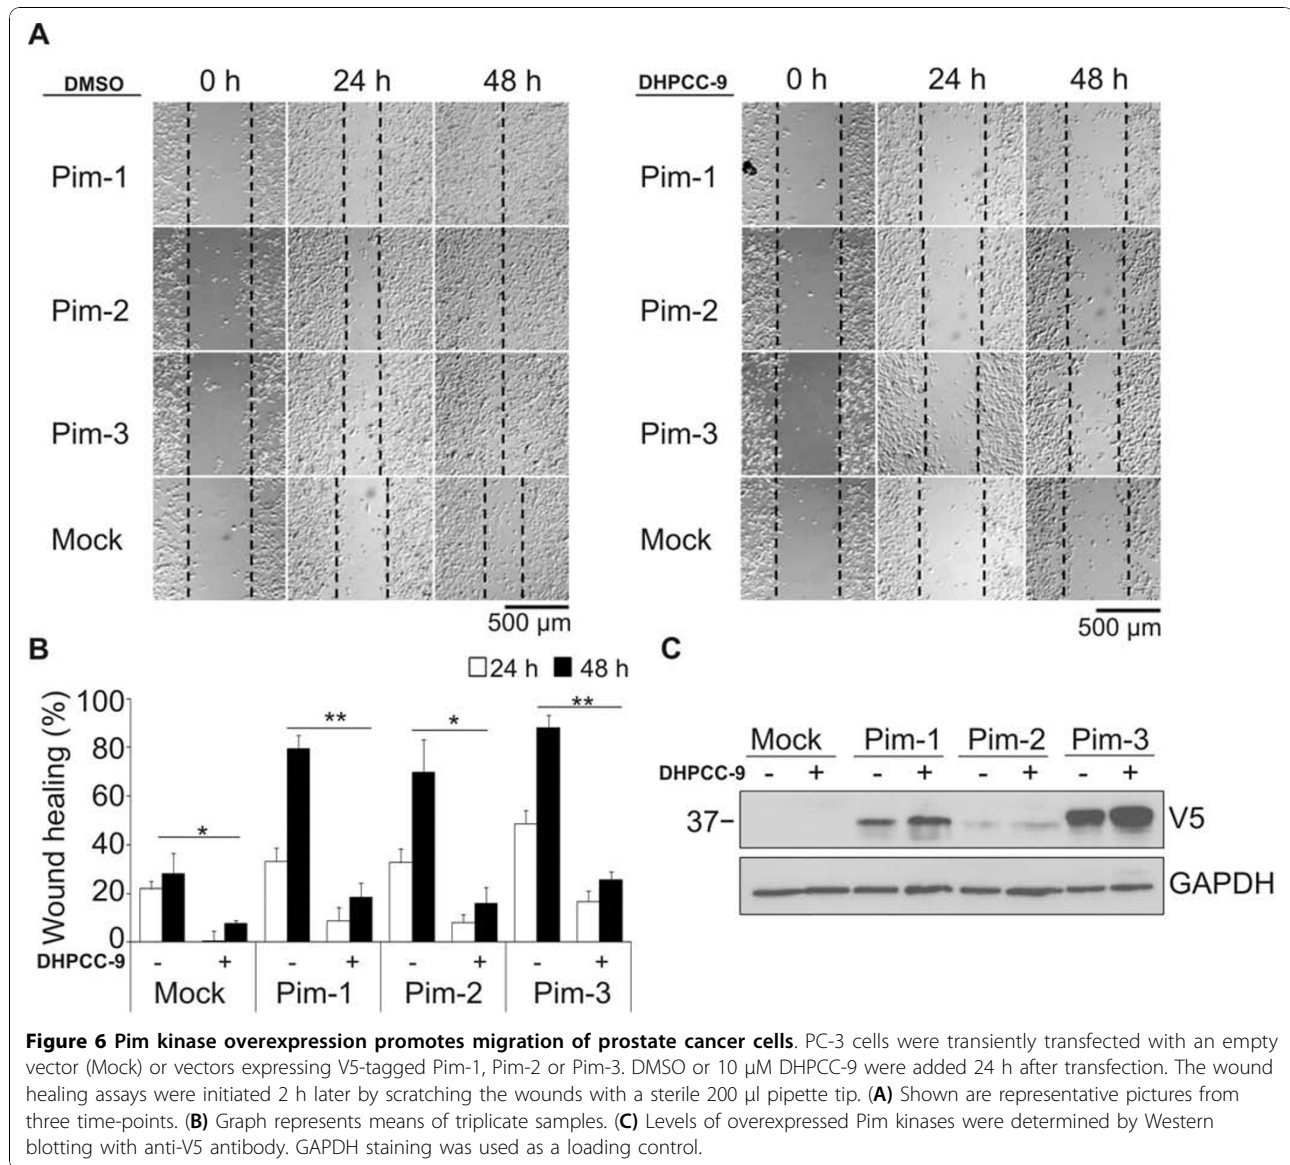 A
DMSO 0 h 24 h 48 h
Pim-1
Pim-2
Pim-3
Mock
500 µm
DHPCC-9 0 h 24 h 48 h
Pim-1
Pim-2
Pim-3
Mock
500 µm
B
24 h 48 h
Wound healing (%)
100
80
60
40
20
0
* ** * **
DHPCC-9 - + - + - + - +
Mock Pim-1 Pim-2 Pim-3
C
Mock Pim-1 Pim-2 Pim-3
DHPCC-9 - + - + - + - +
37– V5
GAPDH
Figure 6 Pim kinase overexpression promotes migration of prostate cancer cells. PC-3 cells were transiently transfected with an empty
vector (Mock) or vectors expressing V5-tagged Pim-1, Pim-2 or Pim-3. DMSO or 10 µM DHPCC-9 were added 24 h after transfection. The wound
healing assays were initiated 2 h later by scratching the wounds with a sterile 200 µl pipette tip. (A) Shown are representative pictures from
three time-points. (B) Graph represents means of triplicate samples. (C) Levels of overexpressed Pim kinases were determined by Western
blotting with anti-V5 antibody. GAPDH staining was used as a loading control.